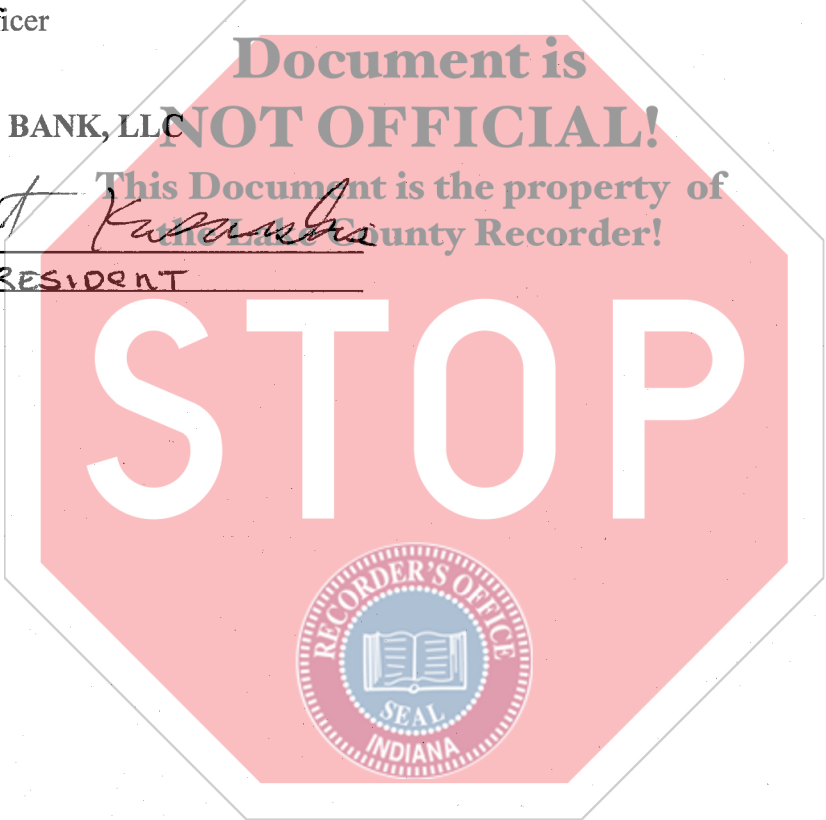 ficer
Document is
BANK, LLC NOT OFFICIAL!
This Document is the property of
the Lake County Recorder!
RESIDENT
STOP
RECORDER'S OFFICE
SEAL
INDIANA